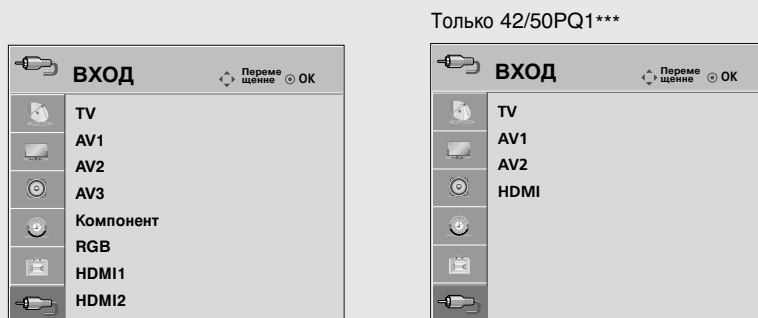 Только 42/50PQ1***
ВХОД
Переме
щенне
OK
TV
AV1
AV2
AV3
Компонент
RGB
HDMI1
HDMI2
ВХОД
Переме
щенне
OK
TV
AV1
AV2
HDMI